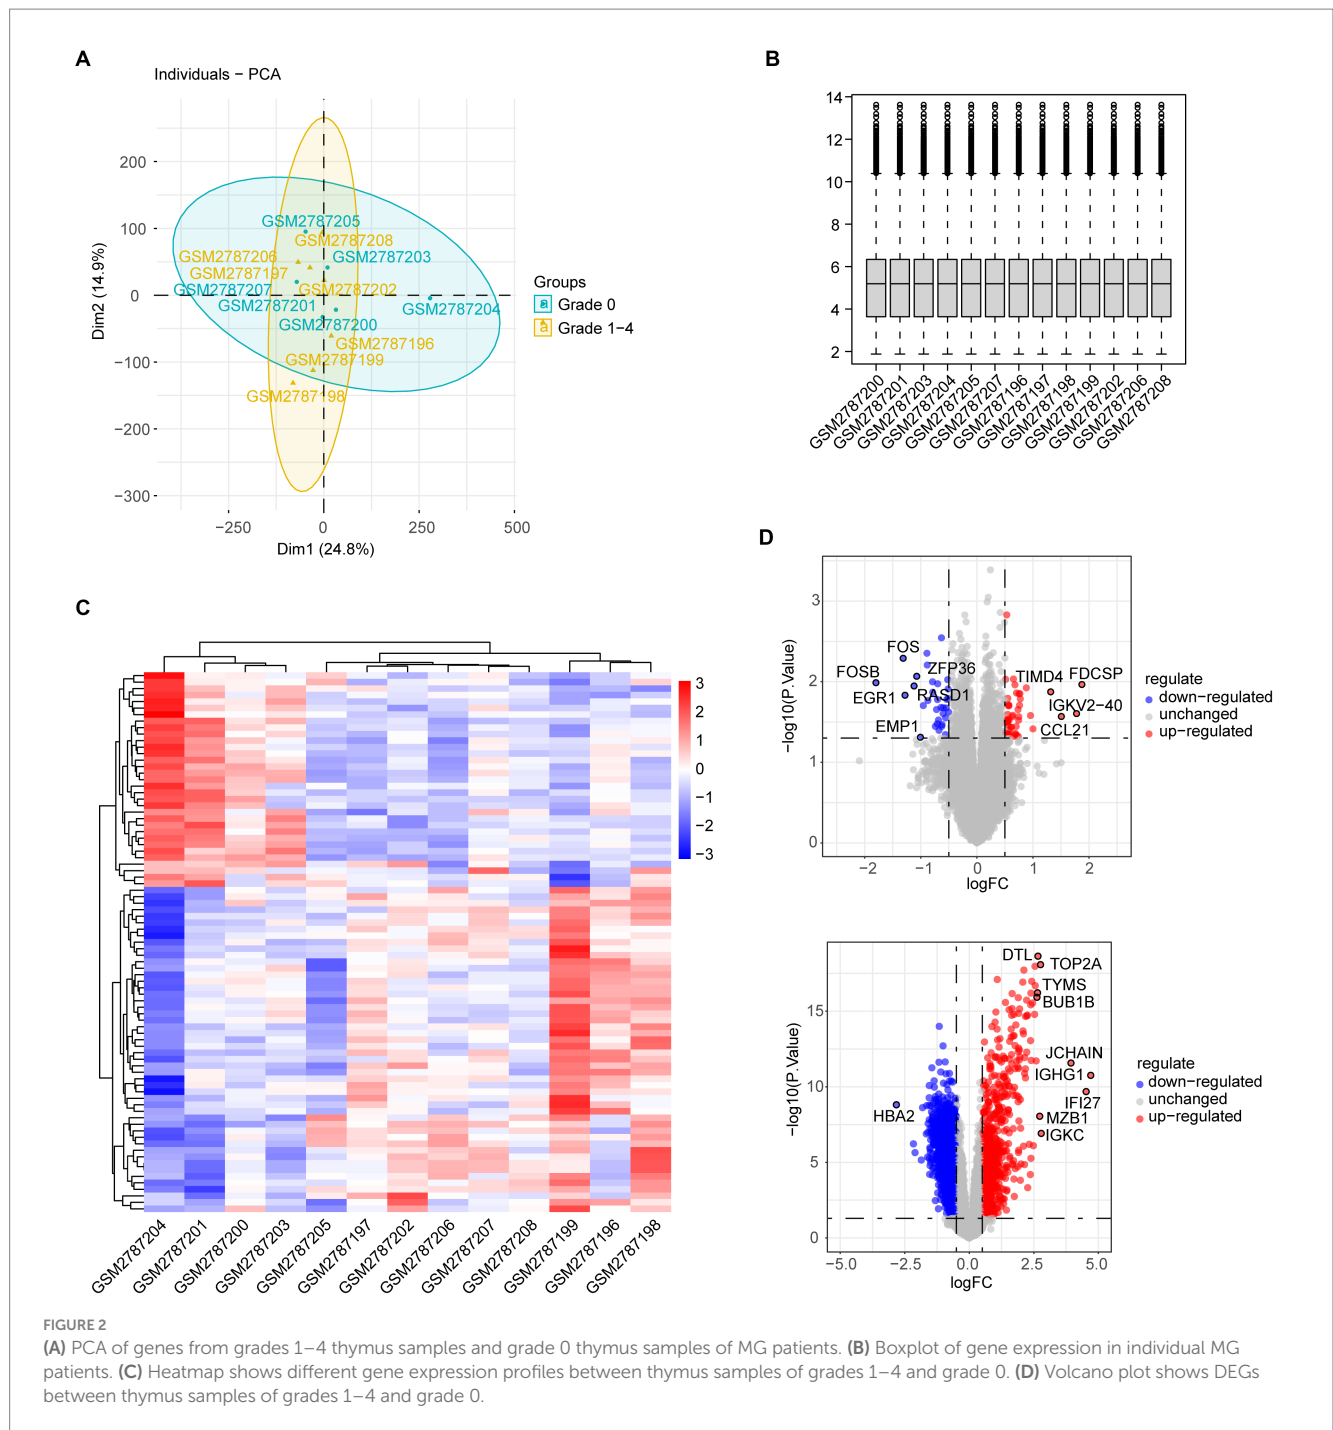 A
Individuals − PCA
200
100
0
−100
−200
−300
Dim2 (14.9%)
GSM2787205
GSM2787208
GSM2787206
GSM2787203
GSM2787197
GSM2787207
GSM2787202
GSM2787201
GSM2787204
GSM2787200
GSM2787196
GSM2787199
GSM2787198
−250
0
250
500
Dim1 (24.8%)
Groups
a Grade 0
a Grade 1−4
B
14
12
10
8
6
4
2
GSM2787200
GSM2787201
GSM2787203
GSM2787204
GSM2787205
GSM2787207
GSM2787196
GSM2787197
GSM2787198
GSM2787199
GSM2787202
GSM2787206
GSM2787208
C
3
2
1
0
−1
−2
−3
GSM2787204
GSM2787201
GSM2787200
GSM2787203
GSM2787205
GSM2787197
GSM2787202
GSM2787206
GSM2787207
GSM2787208
GSM2787199
GSM2787196
GSM2787198
D
−log10(P.Value)
3
2
1
0
FOS
FOSB
ZFP36
EGR1
RASD1
EMP1
TIMD4
FDCSP
IGKV2−40
CCL21
−2
−1
0
1
2
logFC
regulate
down−regulated
unchanged
up−regulated
−log10(P.Value)
15
10
5
0
DTL
TOP2A
TYMS
BUB1B
JCHAIN
IGHG1
IFI27
HBA2
MZB1
IGKC
−5.0
−2.5
0.0
2.5
5.0
logFC
regulate
down−regulated
unchanged
up−regulated
FIGURE 2
(A) PCA of genes from grades 1–4 thymus samples and grade 0 thymus samples of MG patients. (B) Boxplot of gene expression in individual MG
patients. (C) Heatmap shows different gene expression profiles between thymus samples of grades 1–4 and grade 0. (D) Volcano plot shows DEGs
between thymus samples of grades 1–4 and grade 0.